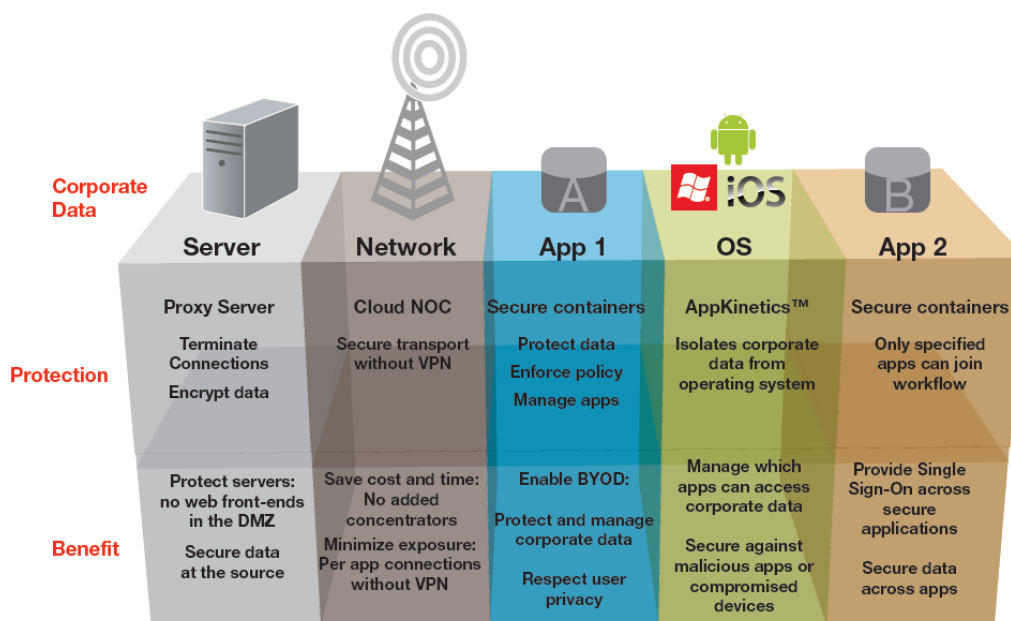 Corporate
Data
A
iOS
B
Server
Network
App 1
OS
App 2
Protection
Proxy Server
Terminate
Connections
Encrypt data
Cloud NOC
Secure transport
without VPN
Secure containers
Protect data
Enforce policy
Manage apps
AppKinetics™
Isolates corporate
data from
operating system
Secure containers
Only specified
apps can join
workflow
Benefit
Protect servers:
no web front-ends
in the DMZ
Secure data
at the source
Save cost and time:
No added
concentrators
Minimize exposure:
Per app connections
without VPN
Enable BYOD:
Protect and manage
corporate data
Respect user
privacy
Manage which
apps can access
corporate data
Secure against
malicious apps or
compromised
devices
Provide Single
Sign-On across
secure
applications
Secure data
across apps